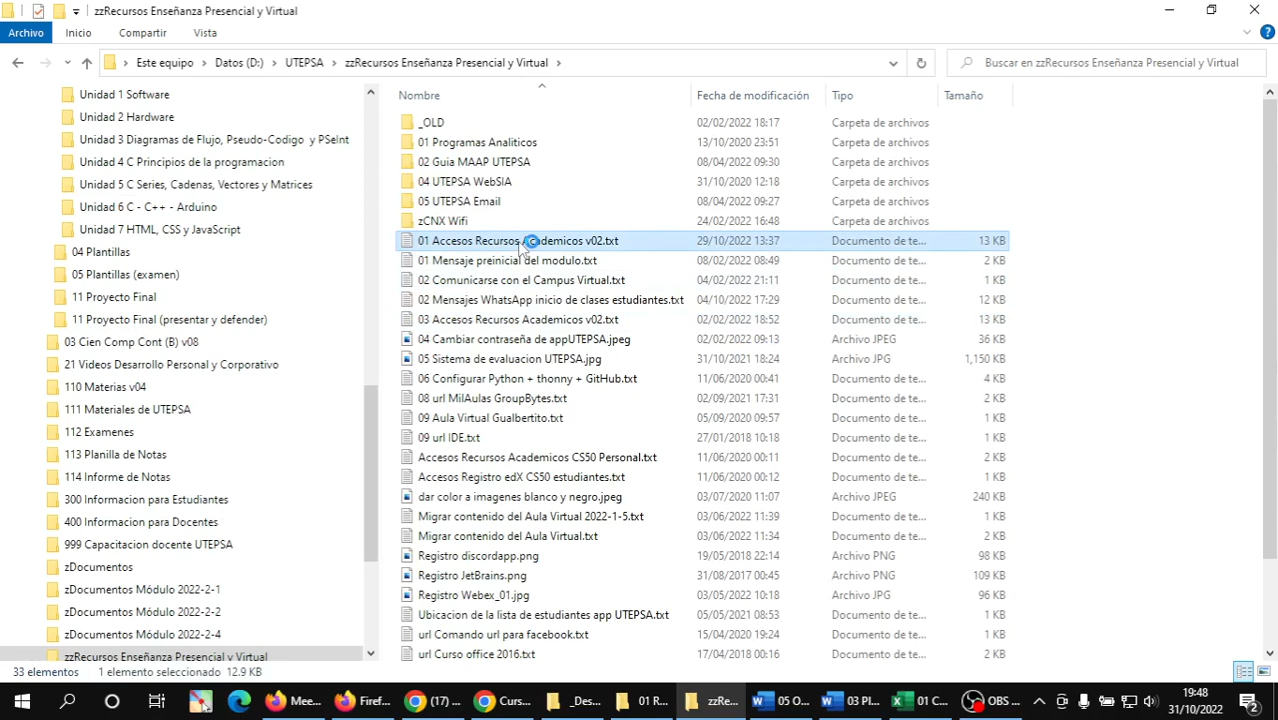 zzRecursos Enseñanza Presencial y Virtual
Archivo Inicio Compartir Vista
Este equipo Datos (D:) UTEPSA zzRecursos Enseñanza Presencial y Virtual
Buscar en zzRecursos Enseñanza Presencial y Virtual
Unidad 1 Software
Unidad 2 Hardware
Unidad 3 Diagramas de Flujo, Pseudo-Codigo y PSeInt
Unidad 4 C Principios de la programacion
Unidad 5 C Series, Cadenas, Vectores y Matrices
Unidad 6 C - C++ - Arduino
Unidad 7 HTML, CSS y JavaScript
04 Plantillas
05 Plantillas (examen)
11 Proyecto Final
11 Proyecto Final (presentar y defender)
03 Cien Comp Cont (B) v08
21 Videos Desarrollo Personal y Corporativo
110 Materias v04
111 Materiales de UTEPSA
112 Examenes
113 Planilla de Notas
114 Informe de Notas
300 Informacion para Estudiantes
400 Informacion para Docentes
999 Capacitacion docente UTEPSA
zDocumentos
zDocumentos Módulo 2022-2-1
zDocumentos Módulo 2022-2-2
zDocumentos Módulo 2022-2-4
zzRecursos Enseñanza Presencial y Virtual
Nombre Fecha de modificación Tipo Tamaño
_OLD 02/02/2022 18:17 Carpeta de archivos
01 Programas Analiticos 13/10/2020 23:51 Carpeta de archivos
02 Guia MAAP UTEPSA 08/04/2022 09:30 Carpeta de archivos
04 UTEPSA WebSIA 31/10/2020 12:18 Carpeta de archivos
05 UTEPSA Email 08/04/2022 09:27 Carpeta de archivos
zCNX Wifi 24/02/2022 16:48 Carpeta de archivos
01 Accesos Recursos Academicos v02.txt 29/10/2022 13:37 Documento de te... 13 KB
01 Mensaje preinicial del modulo.txt 08/02/2022 08:49 Documento de te... 2 KB
02 Comunicarse con el Campus Virtual.txt 04/02/2022 21:11 Documento de te... 1 KB
02 Mensajes WhatsApp inicio de clases estudiantes.txt 04/10/2022 17:29 Documento de te... 12 KB
03 Accesos Recursos Academicos v02.txt 02/02/2022 18:52 Documento de te... 13 KB
04 Cambiar contraseña de appUTEPSA.jpeg 02/02/2022 09:13 Archivo JPEG 36 KB
05 Sistema de evaluacion UTEPSA.jpg 31/10/2021 18:24 Archivo JPG 1,150 KB
06 Configurar Python + thonny + GitHub.txt 11/06/2020 00:41 Documento de te... 4 KB
08 url MilAulas GroupBytes.txt 02/09/2021 17:31 Documento de te... 2 KB
09 Aula Virtual Gualbertito.txt 05/09/2020 09:57 Documento de te... 1 KB
09 url IDE.txt 27/01/2018 10:18 Documento de te... 1 KB
Accesos Recursos Academicos CS50 Personal.txt 11/06/2020 00:11 Documento de te... 2 KB
Accesos Registro edX CS50 estudiantes.txt 11/06/2020 00:12 Documento de te... 1 KB
dar color a imagenes blanco y negro.jpeg 03/07/2020 11:07 Archivo JPEG 240 KB
Migrar contenido del Aula Virtual 2022-1-5.txt 03/06/2022 11:39 Documento de te... 1 KB
Migrar contenido del Aula Virtual.txt 03/06/2022 11:34 Documento de te... 2 KB
Registro discordapp.png 19/05/2018 22:14 Archivo PNG 98 KB
Registro JetBrains.png 31/08/2017 00:45 Archivo PNG 109 KB
Registro Webex_01.jpg 03/05/2022 10:18 Archivo JPG 96 KB
Ubicacion de la lista de estudiantes app UTEPSA.txt 05/05/2021 08:53 Documento de te... 1 KB
url Comando url para facebook.txt 15/04/2020 19:24 Documento de te... 1 KB
url Curso office 2016.txt 17/04/2018 00:16 Documento de te... 2 KB
33 elementos 1 elemento seleccionado 12.9 KB
Mee... Firef... (17) ... Curs... _Des... 01 R... zzRe... 05 O... 03 Pl... 01 C... OBS ...
19:48
31/10/2022
2